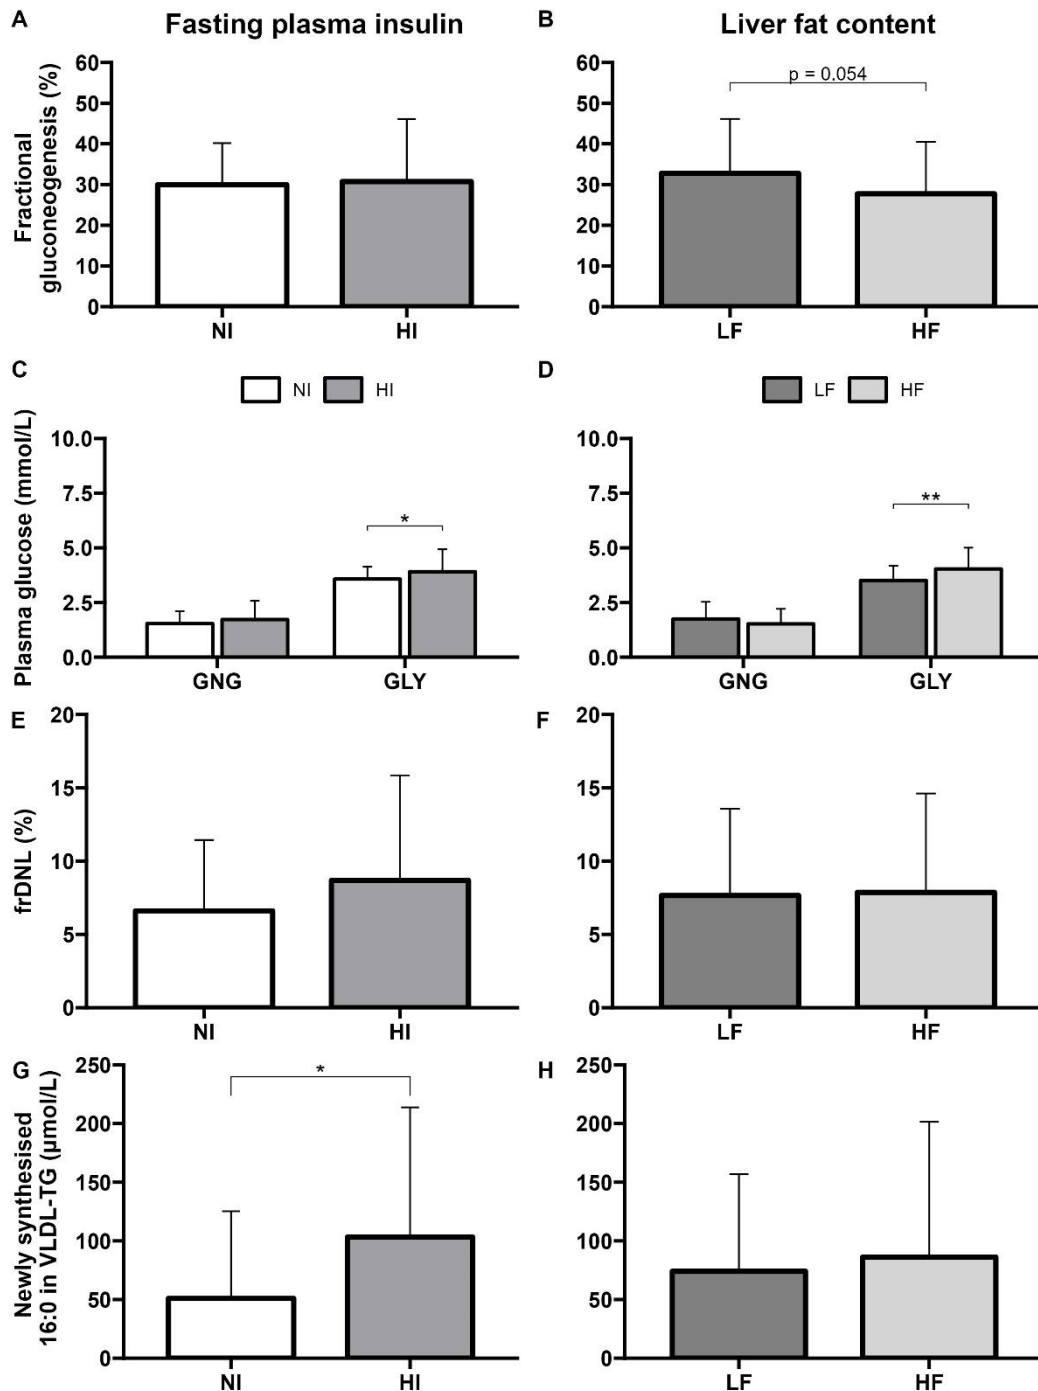 A
Fasting plasma insulin
Fractional
gluconeogenesis (%)
60
50
40
30
20
10
0
NI
HI
B
Liver fat content
60
50
40
30
20
10
0
p = 0.054
LF
HF
C
NI
HI
Plasma glucose (mmol/L)
10.0
7.5
5.0
2.5
0.0
*
GNG
GLY
D
LF
HF
10.0
7.5
5.0
2.5
0.0
**
GNG
GLY
E
frDNL (%)
20
15
10
5
0
NI
HI
F
20
15
10
5
0
LF
HF
G
Newly synthesised
16:0 in VLDL-TG (µmol/L)
250
200
150
100
50
0
*
NI
HI
H
250
200
150
100
50
0
LF
HF